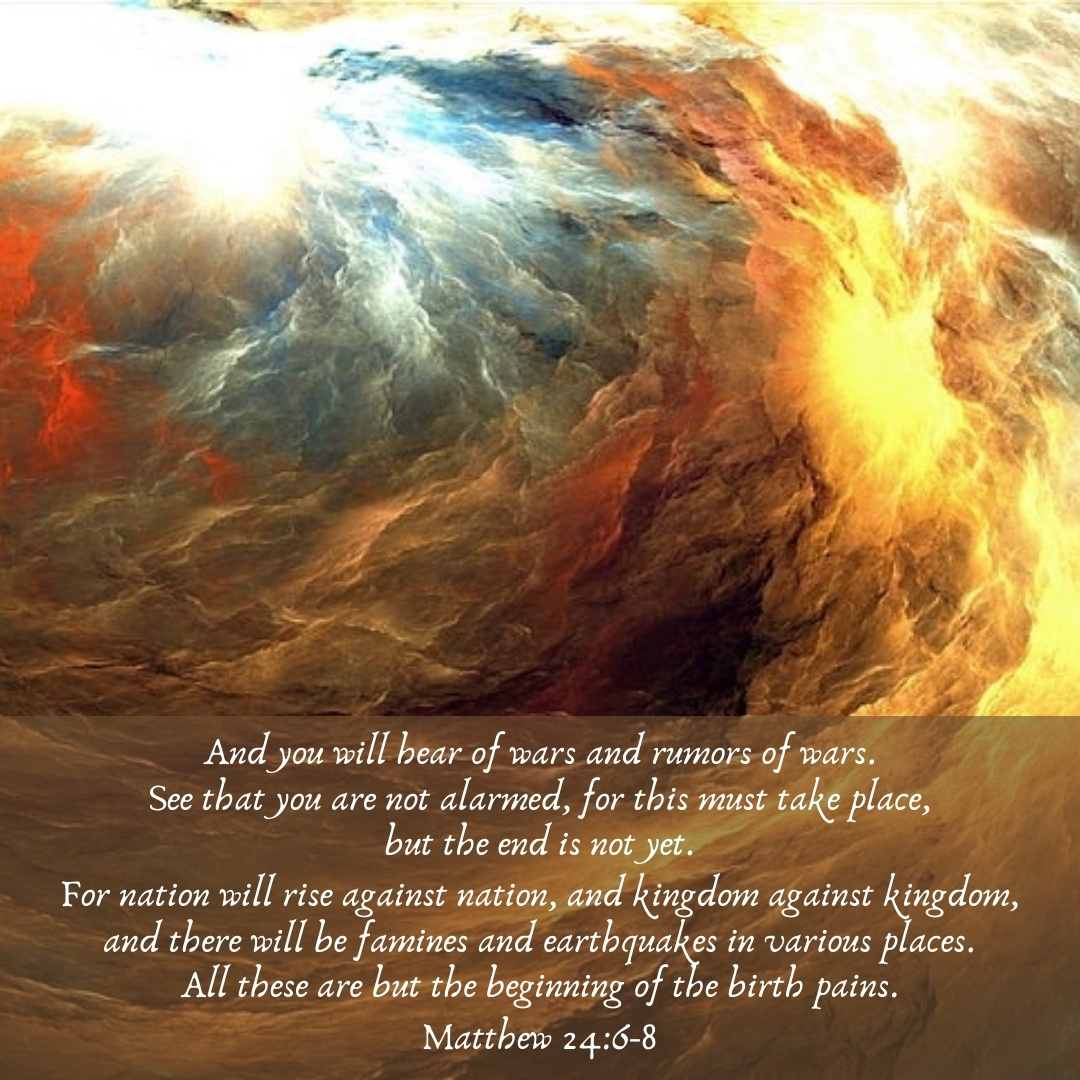 And you will hear of wars and rumors of wars.
See that you are not alarmed, for this must take place,
but the end is not yet.
For nation will rise against nation, and kingdom against kingdom,
and there will be famines and earthquakes in various places.
All these are but the beginning of the birth pains.
Matthew 24:6-8